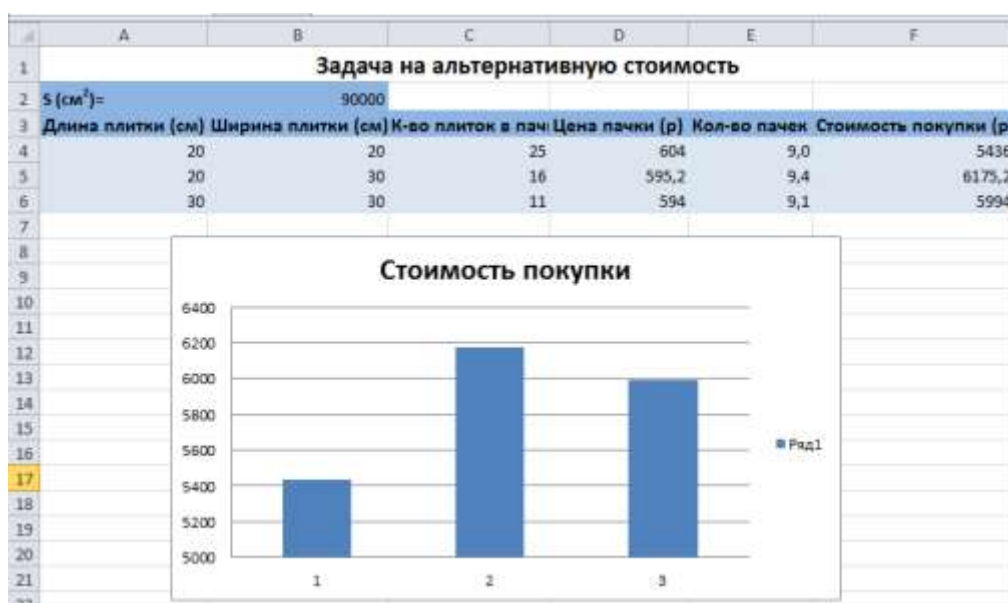 A B C D E F
1 Задача на альтернативную стоимость
2 S (см²)= 90000
3 Длина плитки (см) Ширина плитки (см) К-во плиток в пач Цена пачки (р) Кол-во пачек Стоимость покупки (р
4 20 20 25 604 9,0 5436
5 20 30 16 595,2 9,4 6175,2
6 30 30 11 594 9,1 5994
7
8
9
10
11
12
13
14
15
16
17
18
19
20
21
Стоимость покупки
6400
6200
6000
5800
5600
5400
5200
5000
1 2 3
Ряд1